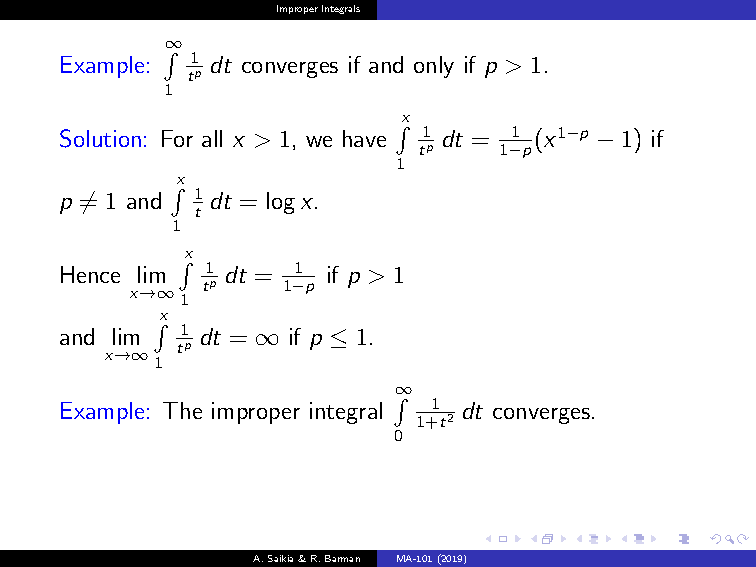 Improper Integrals
Example: ∫₁^∞ 1/t^p dt converges if and only if p > 1.
Solution: For all x > 1, we have ∫₁^x 1/t^p dt = 1/(1−p) (x^{1−p} − 1) if
p ≠ 1 and ∫₁^x 1/t dt = log x.
Hence lim_{x→∞} ∫₁^x 1/t^p dt = 1/(1−p) if p > 1
and lim_{x→∞} ∫₁^x 1/t^p dt = ∞ if p ≤ 1.
Example: The improper integral ∫₀^∞ 1/(1+t²) dt converges.
A. Saikia & R. Barman MA-101 (2019)